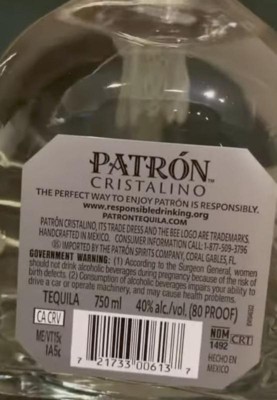 PATRÓN™
CRISTALINO
THE PERFECT WAY TO ENJOY PATRÓN IS RESPONSIBLY.
www.responsibledrinking.org
PATRONTEQUILA.COM
PATRÓN CRISTALINO, ITS TRADE DRESS AND THE BEE LOGO ARE TRADEMARKS.
HANDCRAFTED IN MEXICO. CONSUMER INFORMATION CALL: 1-877-509-3796
IMPORTED BY THE PATRÓN SPIRITS COMPANY, CORAL GABLES, FL.
GOVERNMENT WARNING: (1) According to the Surgeon General, women
should not drink alcoholic beverages during pregnancy because of the risk of
birth defects. (2) Consumption of alcoholic beverages impairs your ability to
drive a car or operate machinery, and may cause health problems.
TEQUILA 750 ml 40% alc./vol. (80 PROOF)
CA CRV
ME-VT15¢
IA5¢
7 21733 00613 7
NOM
1492
CRT
HECHO EN
MEXICO